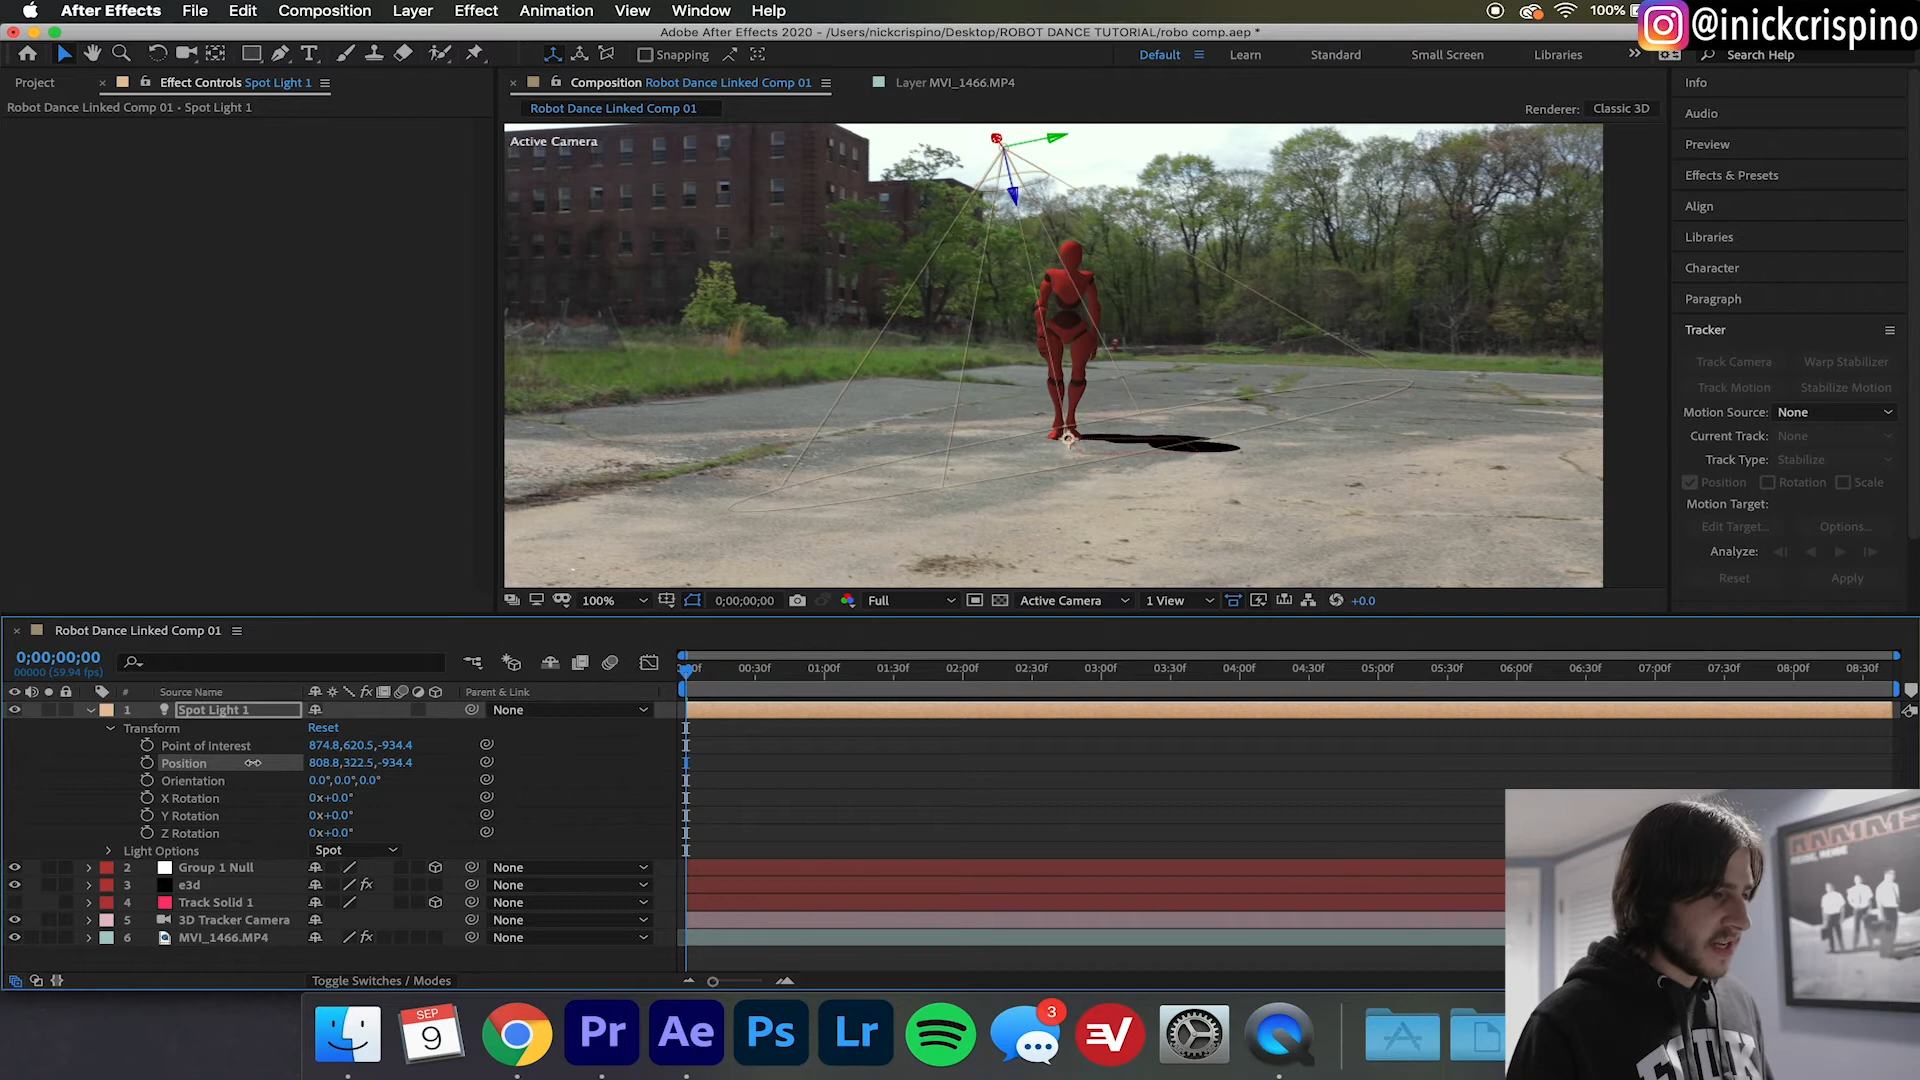 After Effects File Edit Composition Layer Effect Animation View Window Help 100%
@inickcrispino
Adobe After Effects 2020 - /Users/nickcrispino/Desktop/ROBOT DANCE TUTORIAL/robo comp.aep *
Snapping Default Learn Standard Small Screen Libraries Search Help
Project Effect Controls Spot Light 1 Composition Robot Dance Linked Comp 01 Layer MVI_1466.MP4
Robot Dance Linked Comp 01 • Spot Light 1
Robot Dance Linked Comp 01
Renderer: Classic 3D
Active Camera
Info
Audio
Preview
Effects & Presets
Align
Libraries
Character
Paragraph
Tracker
Track Camera Warp Stabilizer
Track Motion Stabilize Motion
Motion Source: None
Current Track: None
Track Type: Stabilize
Position Rotation Scale
Motion Target:
Edit Target... Options...
Analyze:
Reset Apply
100% 0;00;00;00 Full Active Camera 1 View +0.0
Robot Dance Linked Comp 01
0;00;00;00
00000 (59.94 fps)
00:30f 01:00f 01:30f 02:00f 02:30f 03:00f 03:30f 04:00f 04:30f 05:00f 05:30f 06:00f 06:30f 07:00f 07:30f 08:00f 08:30f
# Source Name Parent & Link
1 Spot Light 1 None
Transform Reset
Point of Interest 874.8,620.5,-934.4
Position 808.8,322.5,-934.4
Orientation 0.0°,0.0°,0.0°
X Rotation 0x+0.0°
Y Rotation 0x+0.0°
Z Rotation 0x+0.0°
Light Options Spot
2 Group 1 Null None
3 e3d None
4 Track Solid 1 None
5 3D Tracker Camera None
6 MVI_1466.MP4 None
Toggle Switches / Modes
SEP
9
Pr
Ae
Ps
Lr
3